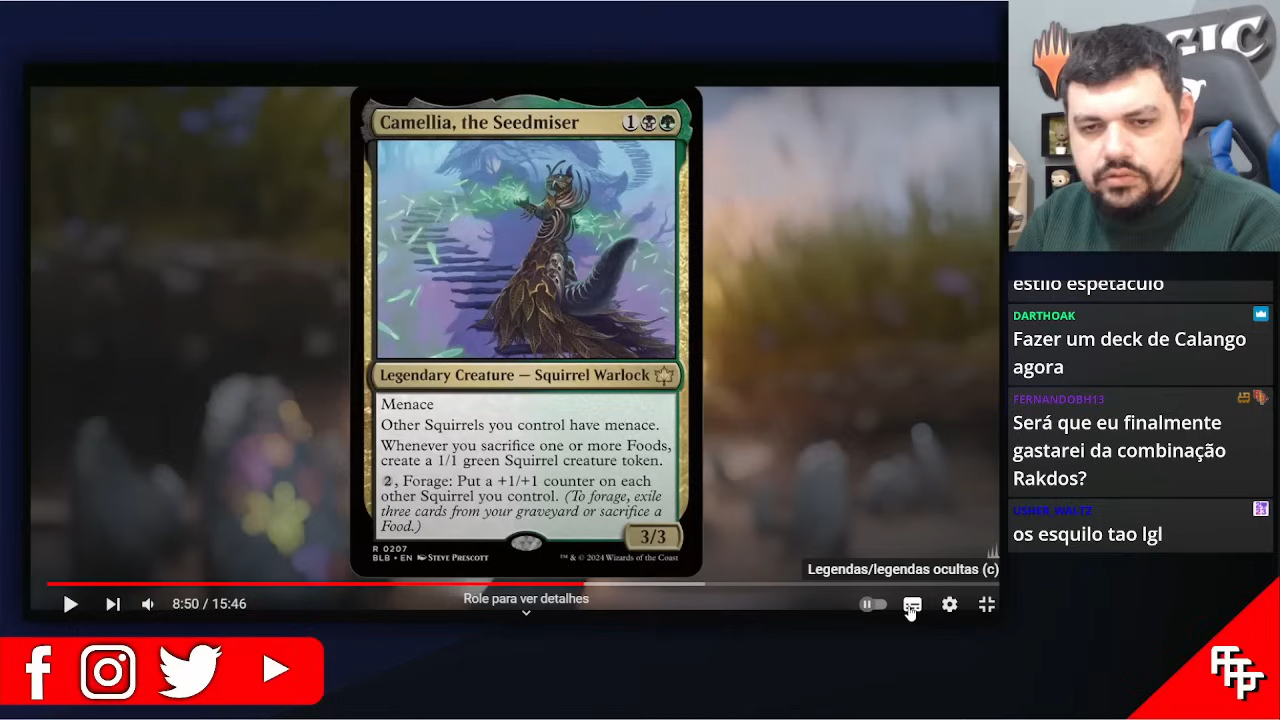 Camellia, the Seedmiser 1
Legendary Creature — Squirrel Warlock
Menace
Other Squirrels you control have menace.
Whenever you sacrifice one or more Foods,
create a 1/1 green Squirrel creature token.
2, Forage: Put a +1/+1 counter on each
other Squirrel you control. (To forage, exile
three cards from your graveyard or sacrifice a
Food.)
3/3
R 0207
BLB • EN STEVE PRESCOTT
™ & © 2024 Wizards of the Coast
Legendas/legendas ocultas (c)
8:50 / 15:46
Role para ver detalhes
GIC
estilo espetaculo
DARTHOAK
Fazer um deck de Calango
agora
FERNANDOBH13
Será que eu finalmente
gastarei da combinação
Rakdos?
USHER_WALTZ
os esquilo tao lgl